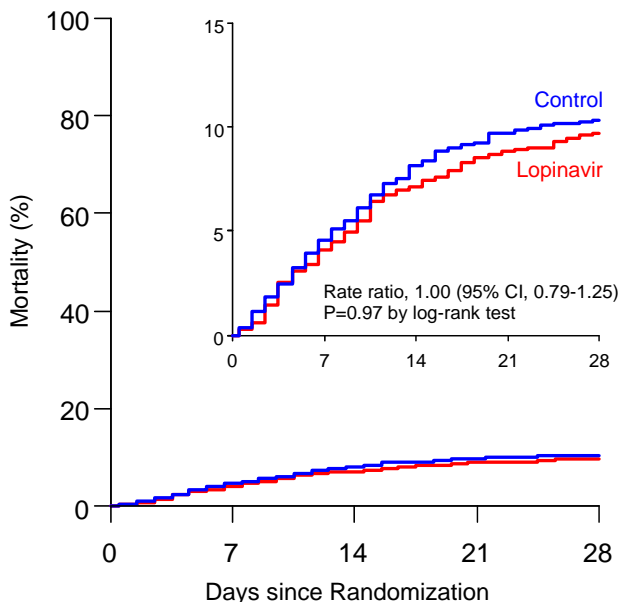 100
80
60
40
20
0
Mortality (%)
15
10
5
0
Control
Lopinavir
Rate ratio, 1.00 (95% CI, 0.79-1.25)
P=0.97 by log-rank test
0 7 14 21 28
0 7 14 21 28
Days since Randomization